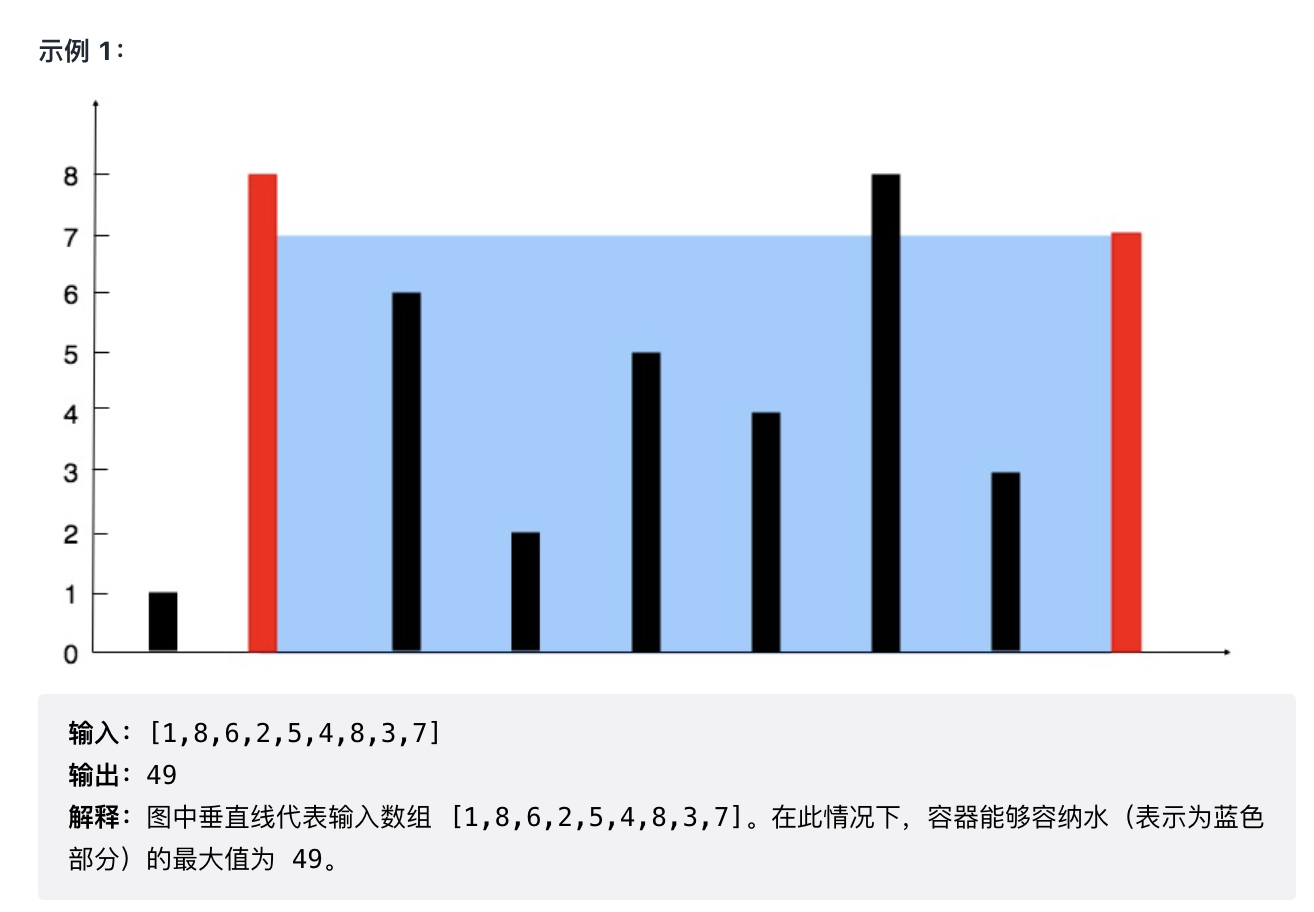 示例 1：
8
7
6
5
4
3
2
1
0
输入：[1,8,6,2,5,4,8,3,7]
输出：49
解释：图中垂直线代表输入数组 [1,8,6,2,5,4,8,3,7]。在此情况下，容器能够容纳水（表示为蓝色
部分）的最大值为 49。